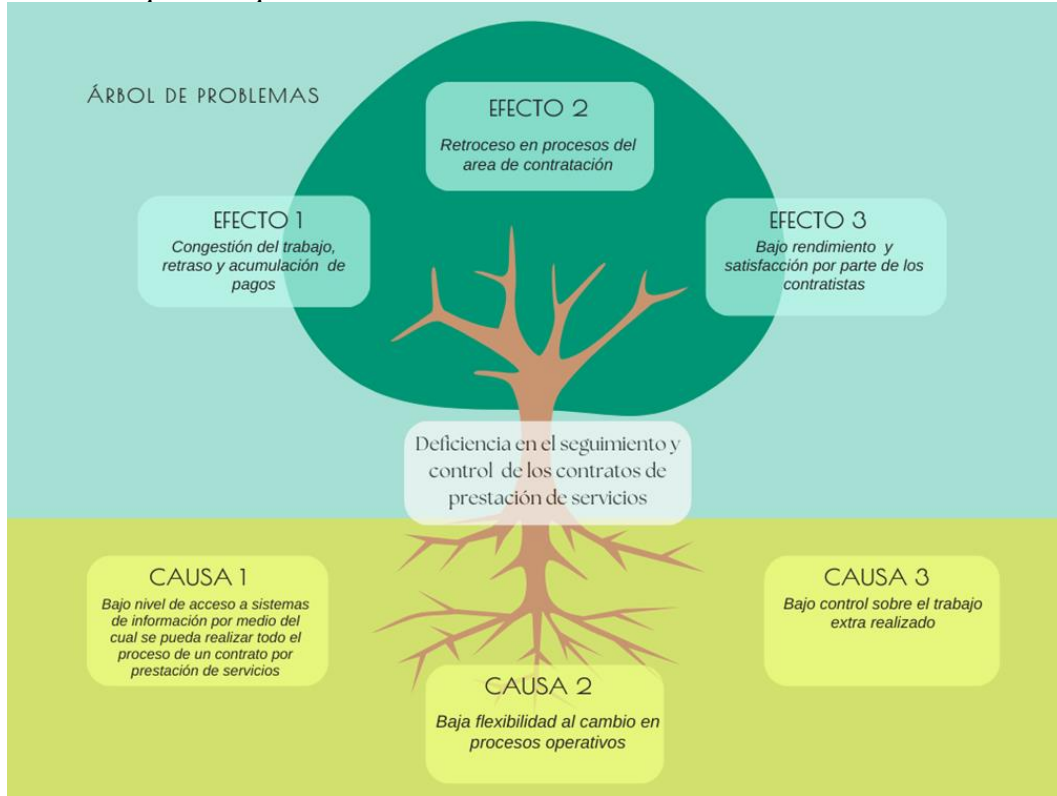 ÁRBOL DE PROBLEMAS
EFECTO 2
Retroceso en procesos del
area de contratación
EFECTO 1
Congestión del trabajo,
retraso y acumulación de
pagos
EFECTO 3
Bajo rendimiento y
satisfacción por parte de los
contratistas
Deficiencia en el seguimiento y
control de los contratos de
prestación de servicios
CAUSA 1
Bajo nivel de acceso a sistemas
de información por medio del
cual se pueda realizar todo el
proceso de un contrato por
prestación de servicios
CAUSA 2
Baja flexibilidad al cambio en
procesos operativos
CAUSA 3
Bajo control sobre el trabajo
extra realizado